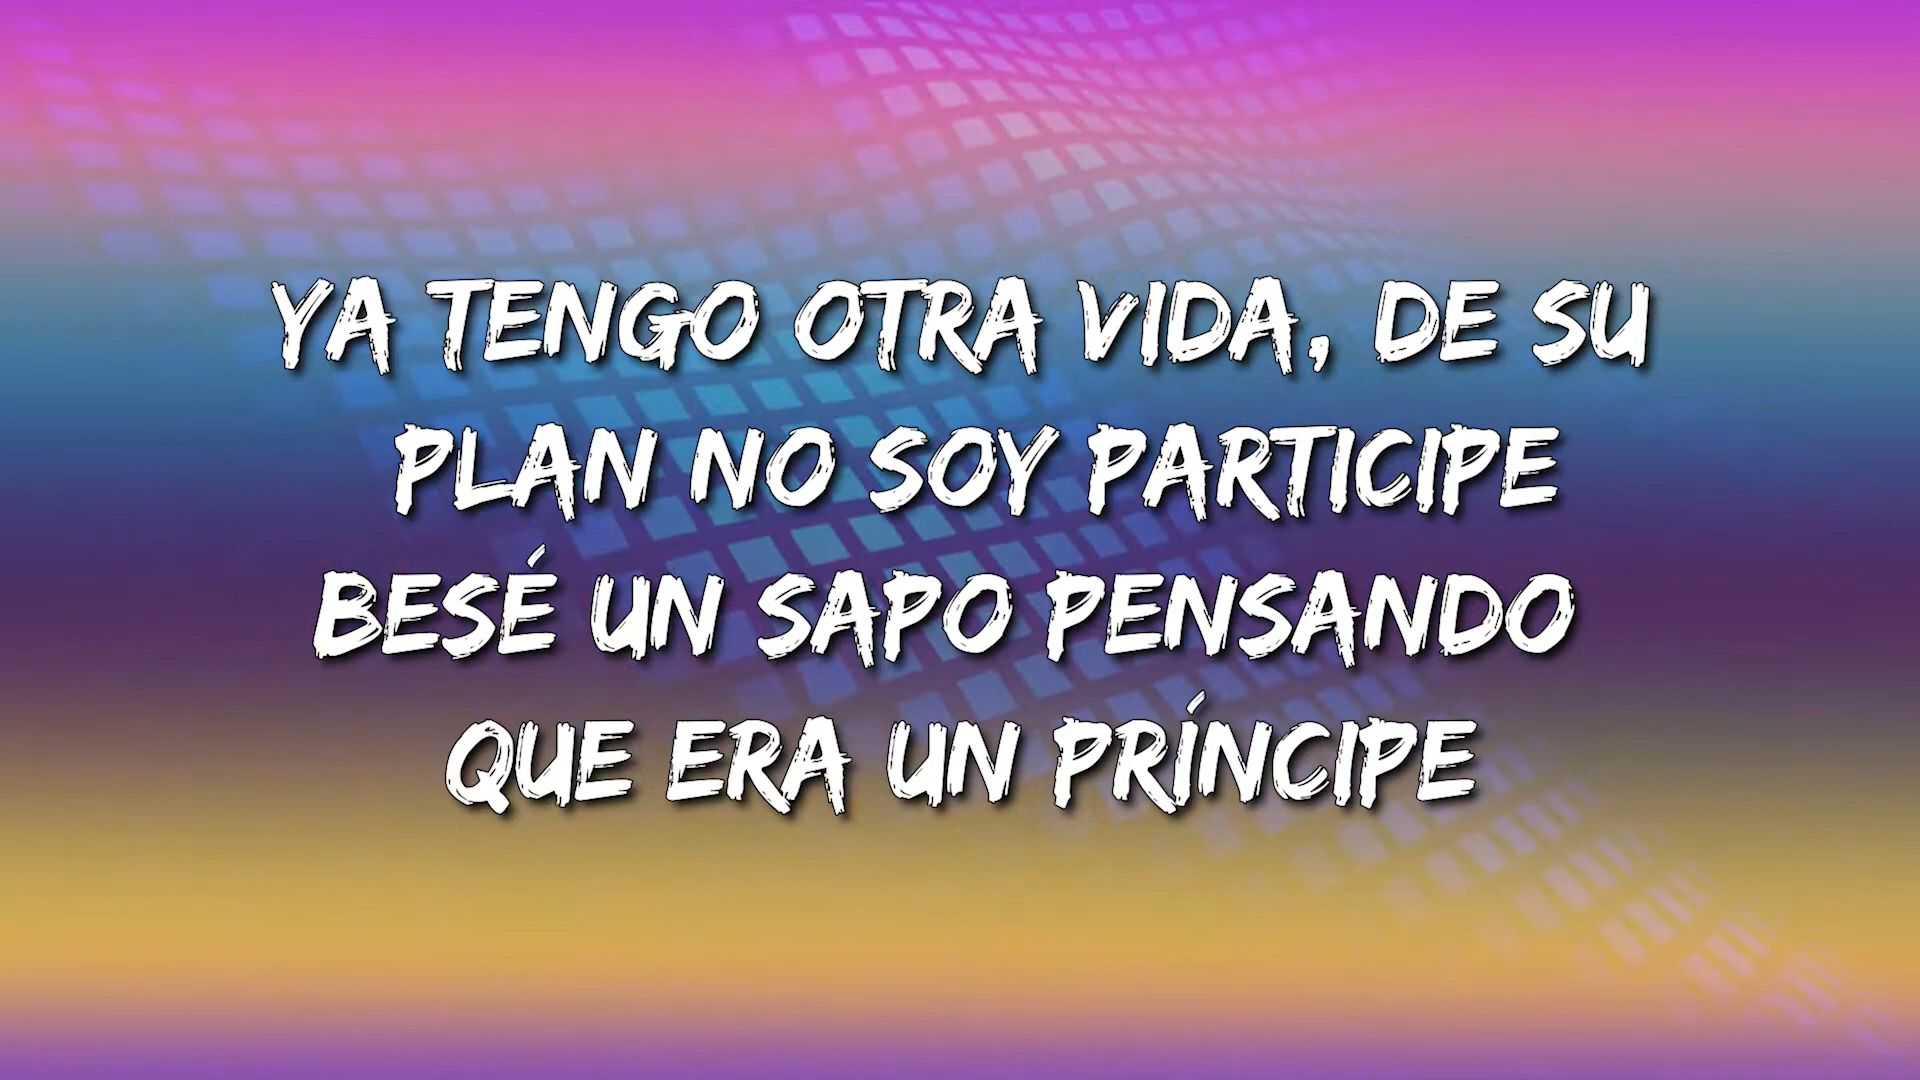 YA TENGO OTRA VIDA, DE SU
PLAN NO SOY PARTICIPE
BESÉ UN SAPO PENSANDO
QUE ERA UN PRÍNCIPE